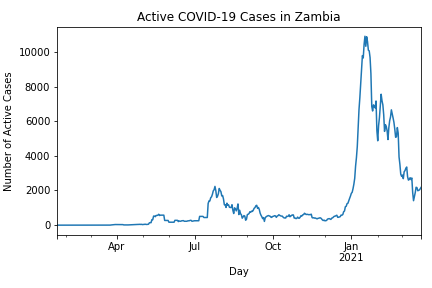 Active COVID-19 Cases in Zambia
Number of Active Cases
10000
8000
6000
4000
2000
0
Apr
Jul
Oct
Jan
2021
Day